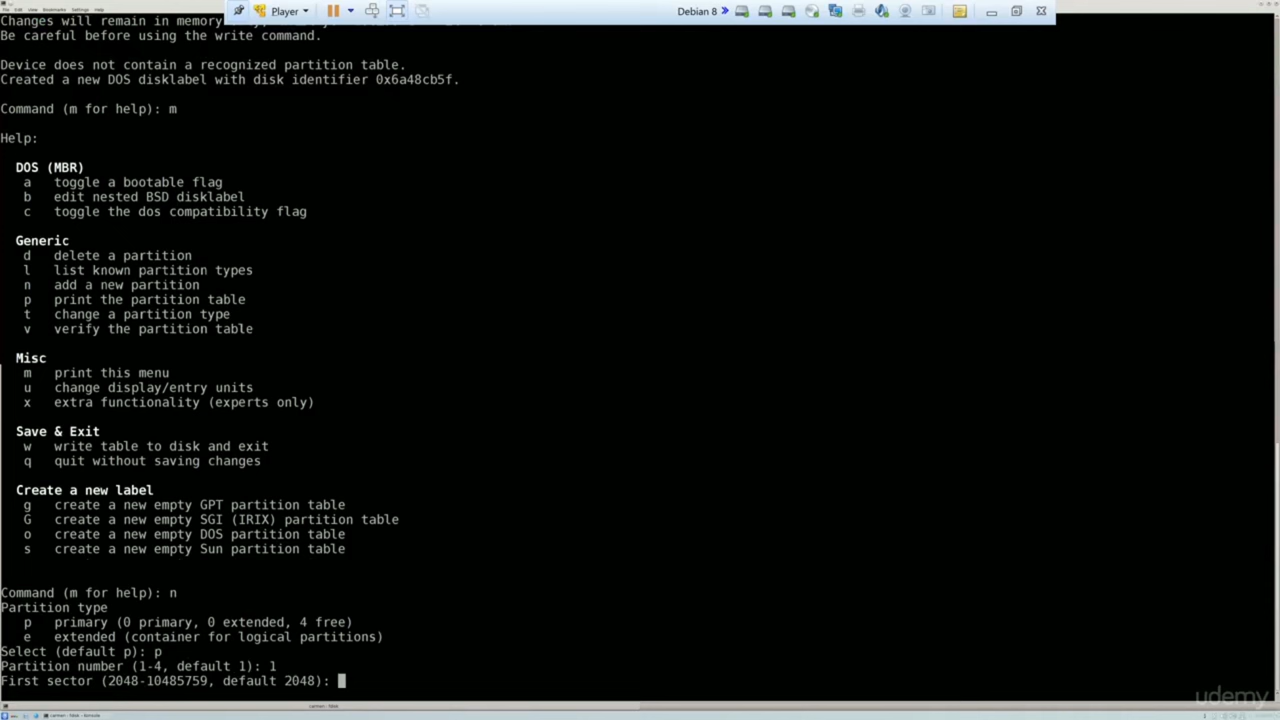 Player
Debian 8
Changes will remain in memory
Be careful before using the write command.
Device does not contain a recognized partition table.
Created a new DOS disklabel with disk identifier 0x6a48cb5f.
Command (m for help): m
Help:
DOS (MBR)
a toggle a bootable flag
b edit nested BSD disklabel
c toggle the dos compatibility flag
Generic
d delete a partition
l list known partition types
n add a new partition
p print the partition table
t change a partition type
v verify the partition table
Misc
m print this menu
u change display/entry units
x extra functionality (experts only)
Save & Exit
w write table to disk and exit
q quit without saving changes
Create a new label
g create a new empty GPT partition table
G create a new empty SGI (IRIX) partition table
o create a new empty DOS partition table
s create a new empty Sun partition table
Command (m for help): n
Partition type
p primary (0 primary, 0 extended, 4 free)
e extended (container for logical partitions)
Select (default p): p
Partition number (1-4, default 1): 1
First sector (2048-10485759, default 2048):
udemy